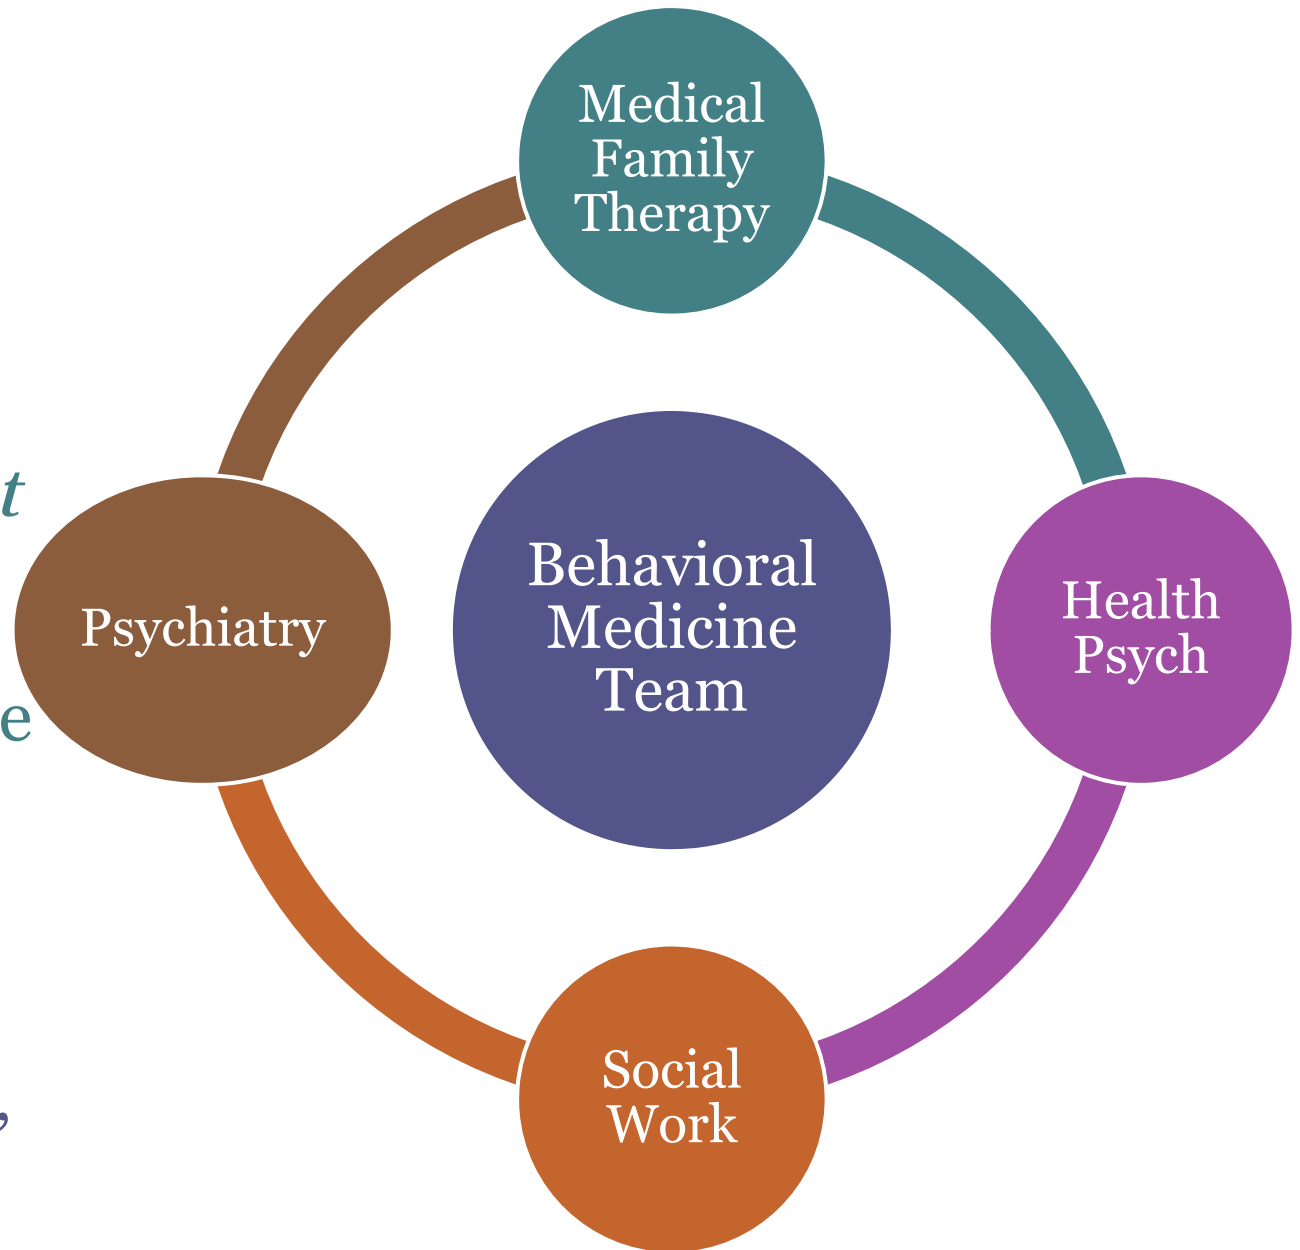 Medical
Family
Therapy
t
Psychiatry
e
Behavioral
Medicine
Team
Health
Psych
Social
Work
,